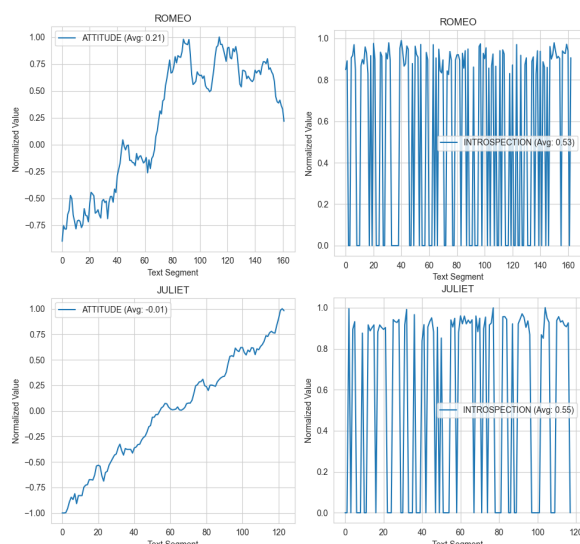 ROMEO
ATTITUDE (Avg: 0.21)
Normalized Value
1.00
0.75
0.50
0.25
0.00
−0.25
−0.50
−0.75
0 20 40 60 80 100 120 140 160
Text Segment
ROMEO
INTROSPECTION (Avg: 0.53)
Normalized Value
1.0
0.8
0.6
0.4
0.2
0.0
0 20 40 60 80 100 120 140 160
Text Segment
JULIET
ATTITUDE (Avg: -0.01)
Normalized Value
1.00
0.75
0.50
0.25
0.00
−0.25
−0.50
−0.75
−1.00
0 20 40 60 80 100 120
Text Segment
JULIET
INTROSPECTION (Avg: 0.55)
Normalized Value
1.0
0.8
0.6
0.4
0.2
0.0
0 20 40 60 80 100 120
Text Segment